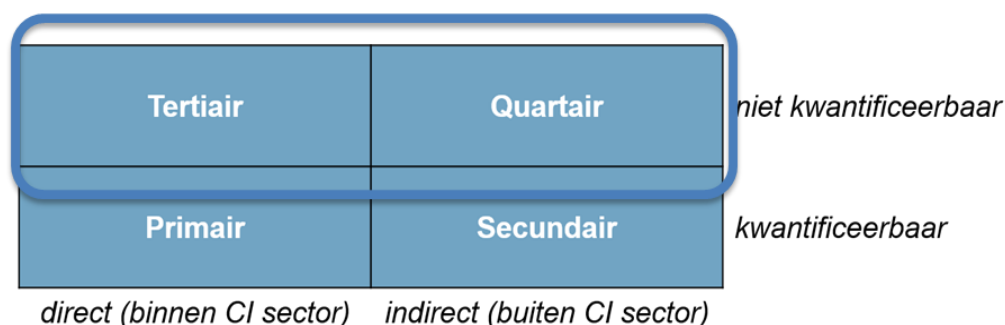 Tertiair Quartair niet kwantificeerbaar
Primair Secundair kwantificeerbaar
direct (binnen CI sector) indirect (buiten CI sector)